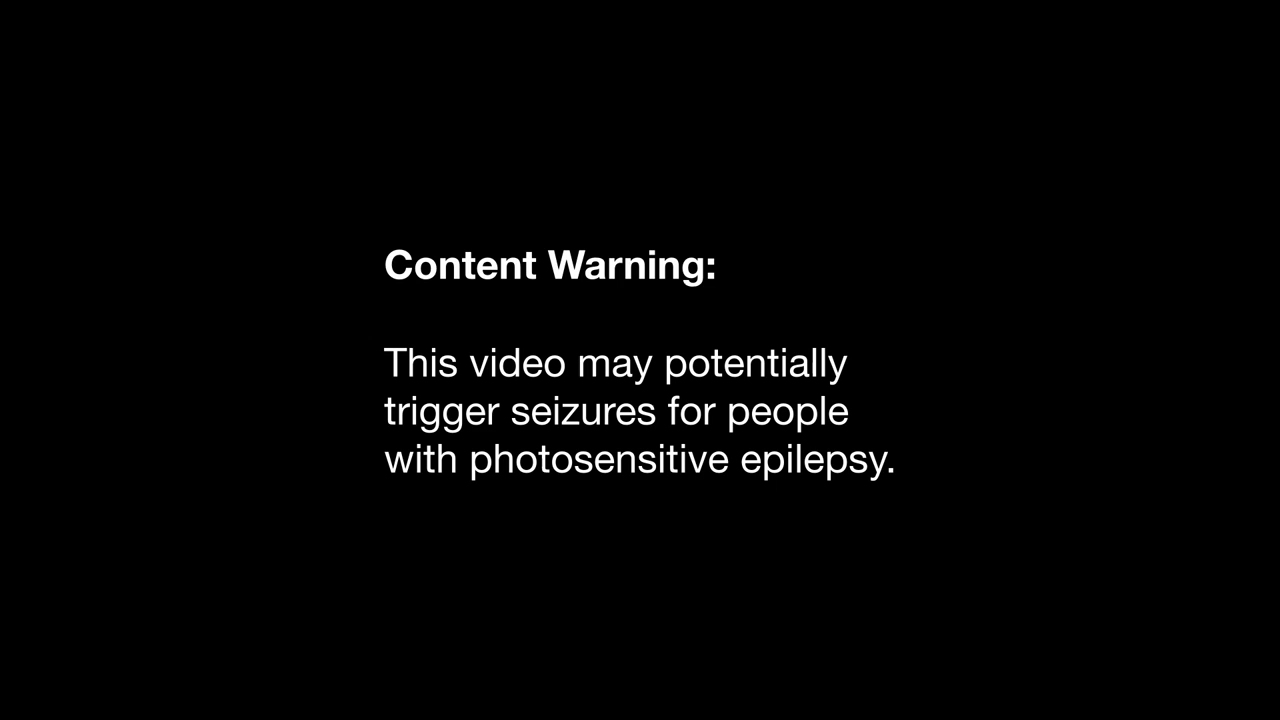 Content Warning:
This video may potentially
trigger seizures for people
with photosensitive epilepsy.